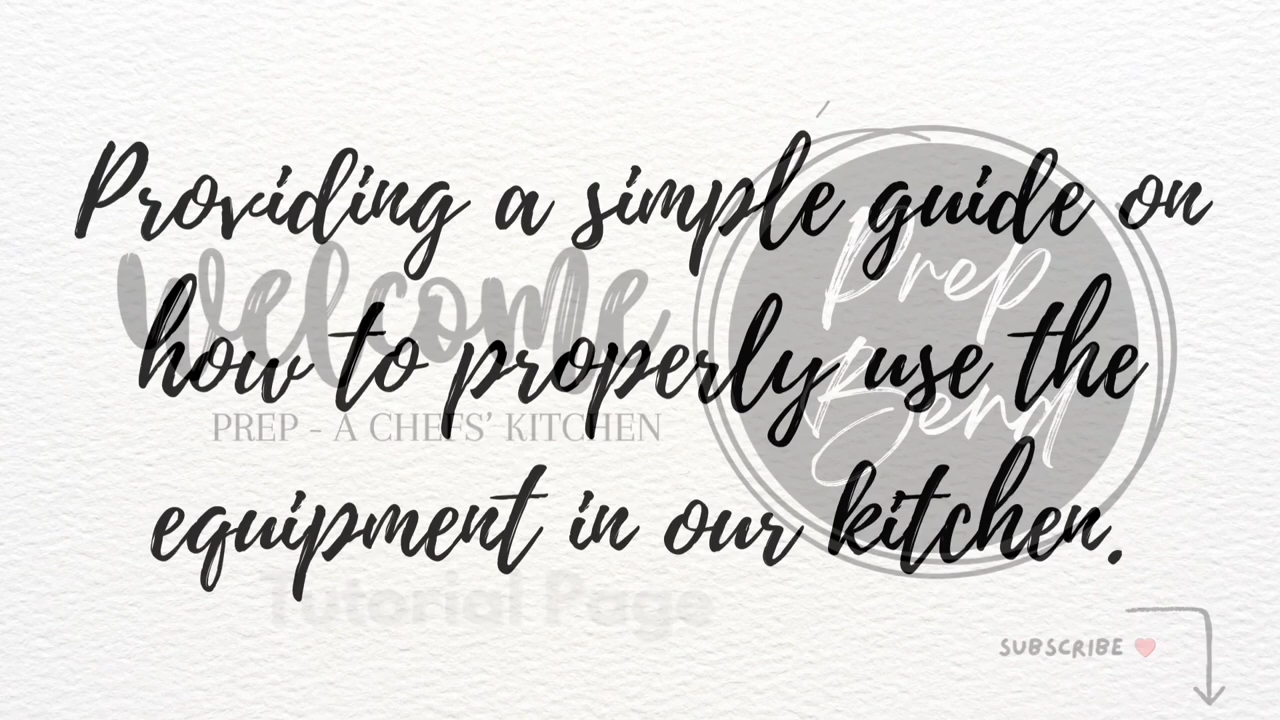 Providing a simple guide on
how to properly use the
equipment in our kitchen.
welcome
PREP - A CHEFS' KITCHEN
Tutorial Page
Prep
Bend
SUBSCRIBE